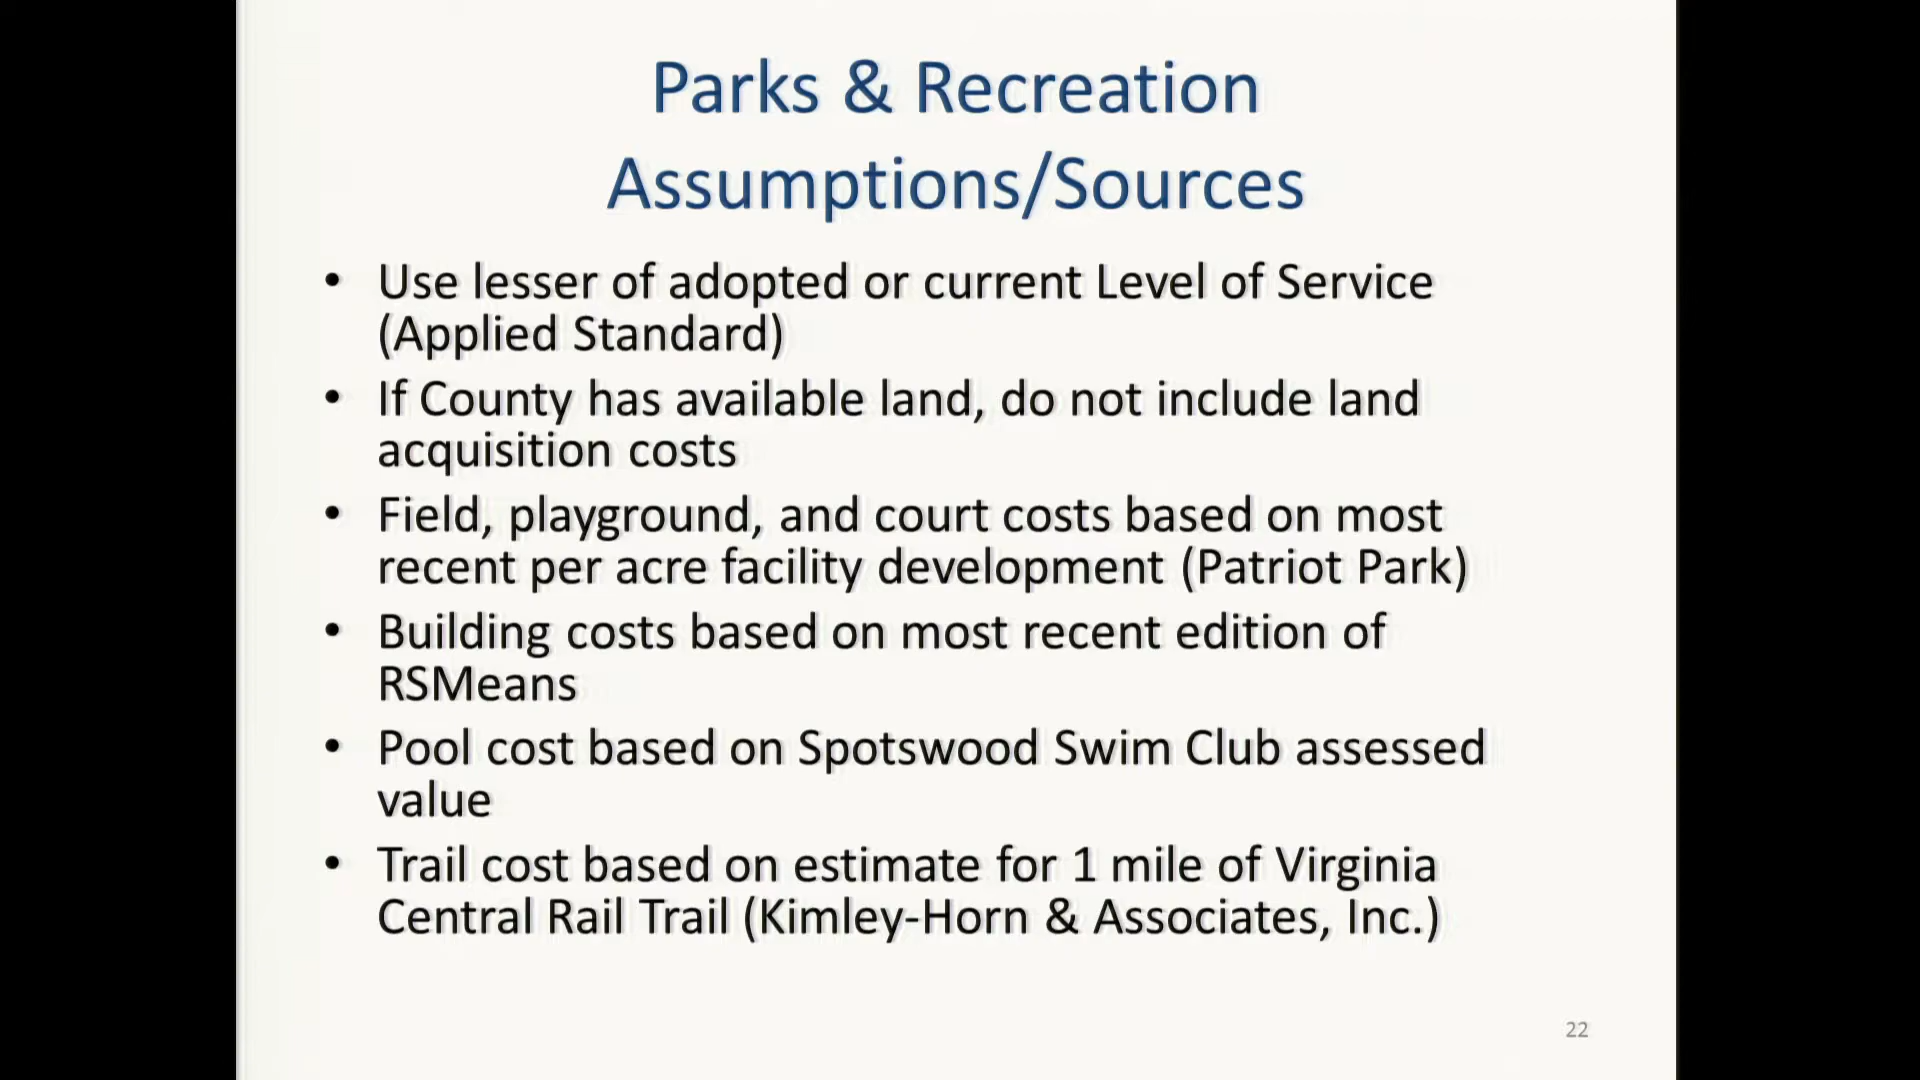 Parks & Recreation
Assumptions/Sources
• Use lesser of adopted or current Level of Service
(Applied Standard)
• If County has available land, do not include land
acquisition costs
• Field, playground, and court costs based on most
recent per acre facility development (Patriot Park)
• Building costs based on most recent edition of
RSMeans
• Pool cost based on Spotswood Swim Club assessed
value
• Trail cost based on estimate for 1 mile of Virginia
Central Rail Trail (Kimley-Horn & Associates, Inc.)
22